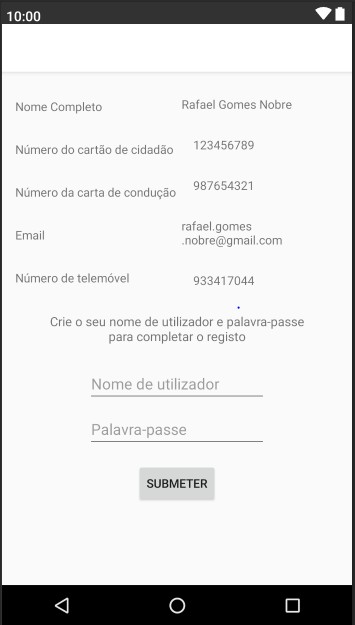 10:00
Nome Completo Rafael Gomes Nobre
Número do cartão de cidadão 123456789
Número da carta de condução 987654321
Email rafael.gomes
.nobre@gmail.com
Número de telemóvel 933417044
Crie o seu nome de utilizador e palavra-passe
para completar o registo
Nome de utilizador
Palavra-passe
SUBMETER